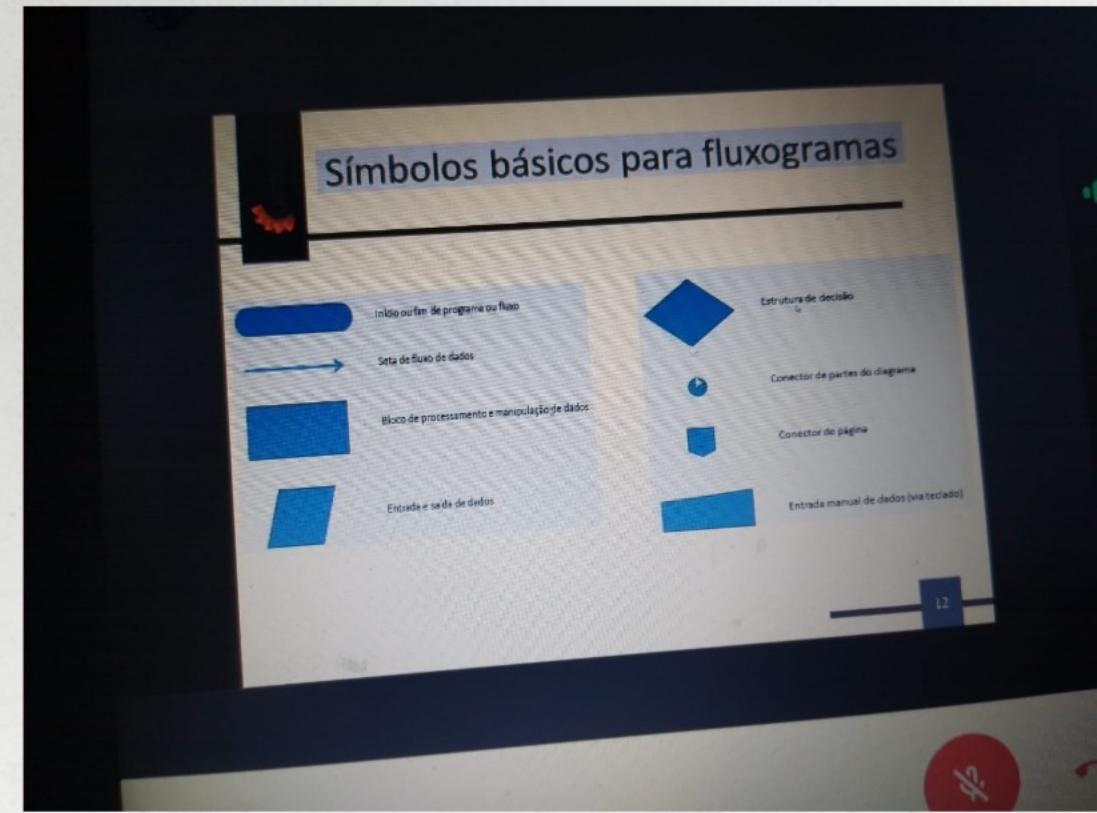 Símbolos básicos para fluxogramas
Início ou fim de programa ou fluxo
Seta de fluxo de dados
Bloco de processamento e manipulação de dados
Entrada e saída de dados
Estrutura de decisão
Conector de partes do diagrama
Conector de página
Entrada manual de dados (via teclado)
12